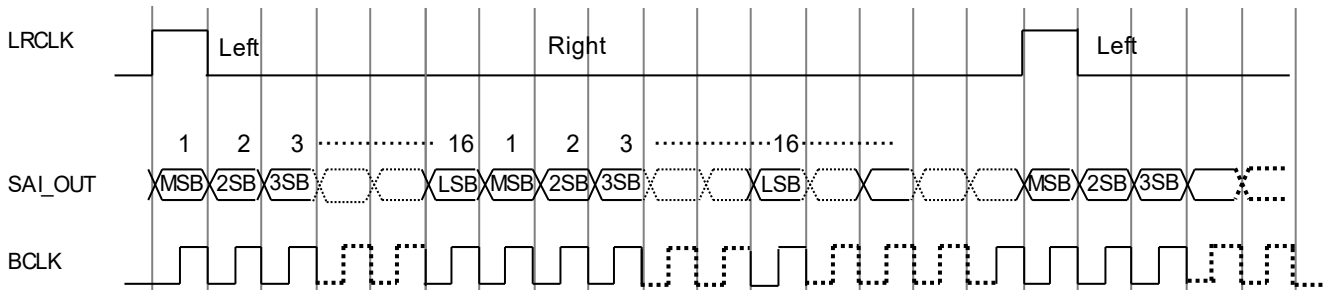 LRCLK Left Right Left
1 2 3 16 1 2 3 16
SAI_OUT MSB 2SB 3SB LSB MSB 2SB 3SB LSB MSB 2SB 3SB
BCLK